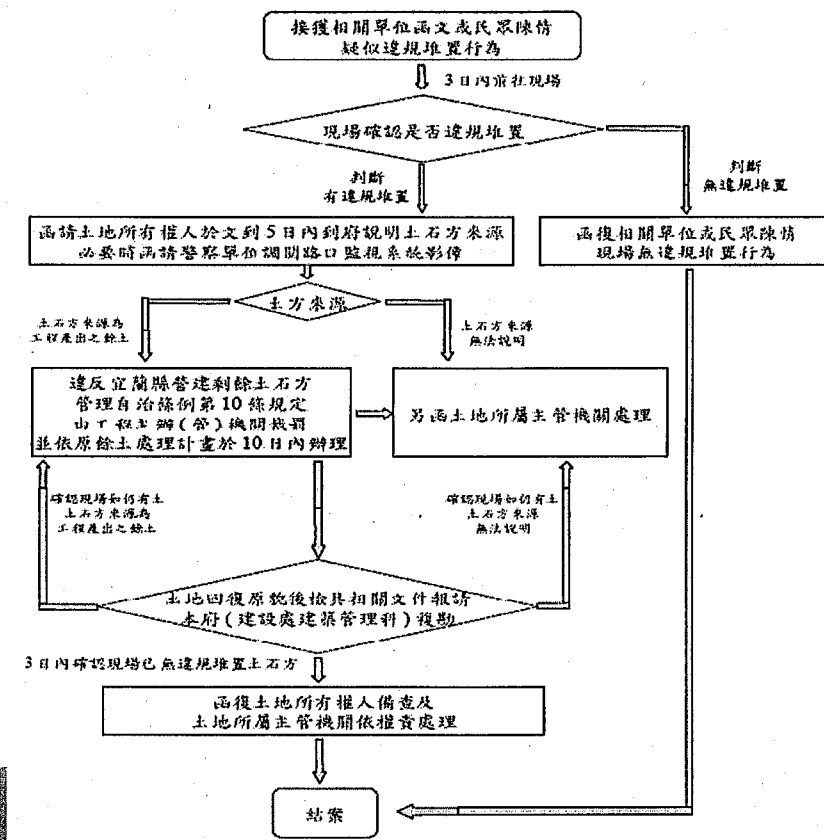 接獲相關單位函文或民眾陳情
疑似違規堆置行為
3日內前往現場
現場確認是否違規堆置
判斷
有違規堆置
判斷
無違規堆置
函請土地所有權人於文到5日內到府說明土石方來源
必要時函請警察單位調閱路口監視系統影像
函復相關單位或民眾陳情
現場無違規堆置行為
土方來源
土石方來源為
工程產出之餘土
土石方來源
無法說明
違反宜蘭縣營建剩餘土石方
管理自治條例第10條規定
由工程主辦(管)機關裁罰
並依原餘土處理計畫於10日內辦理
另函土地所屬主管機關處理
確認現場如仍有土
土石方來源為
工程產出之餘土
確認現場如仍有土
土石方來源
無法說明
土地回復原貌後檢具相關文件報請
本府(建設處建築管理科)複勘
3日內確認現場已無違規堆置土石方
函復土地所有權人備查及
土地所屬主管機關依權責處理
結案